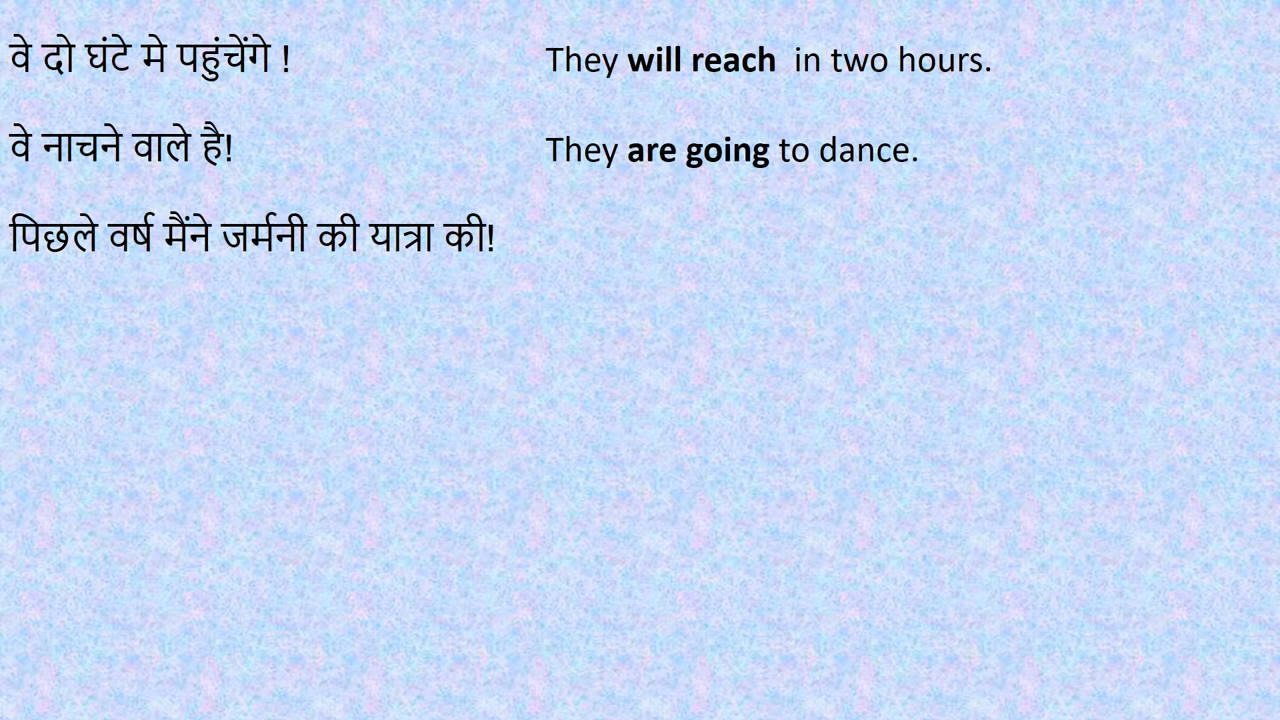 वे दो घंटे मे पहुंचेंगे ! They will reach in two hours.
वे नाचने वाले है! They are going to dance.
पिछले वर्ष मैंने जर्मनी की यात्रा की!